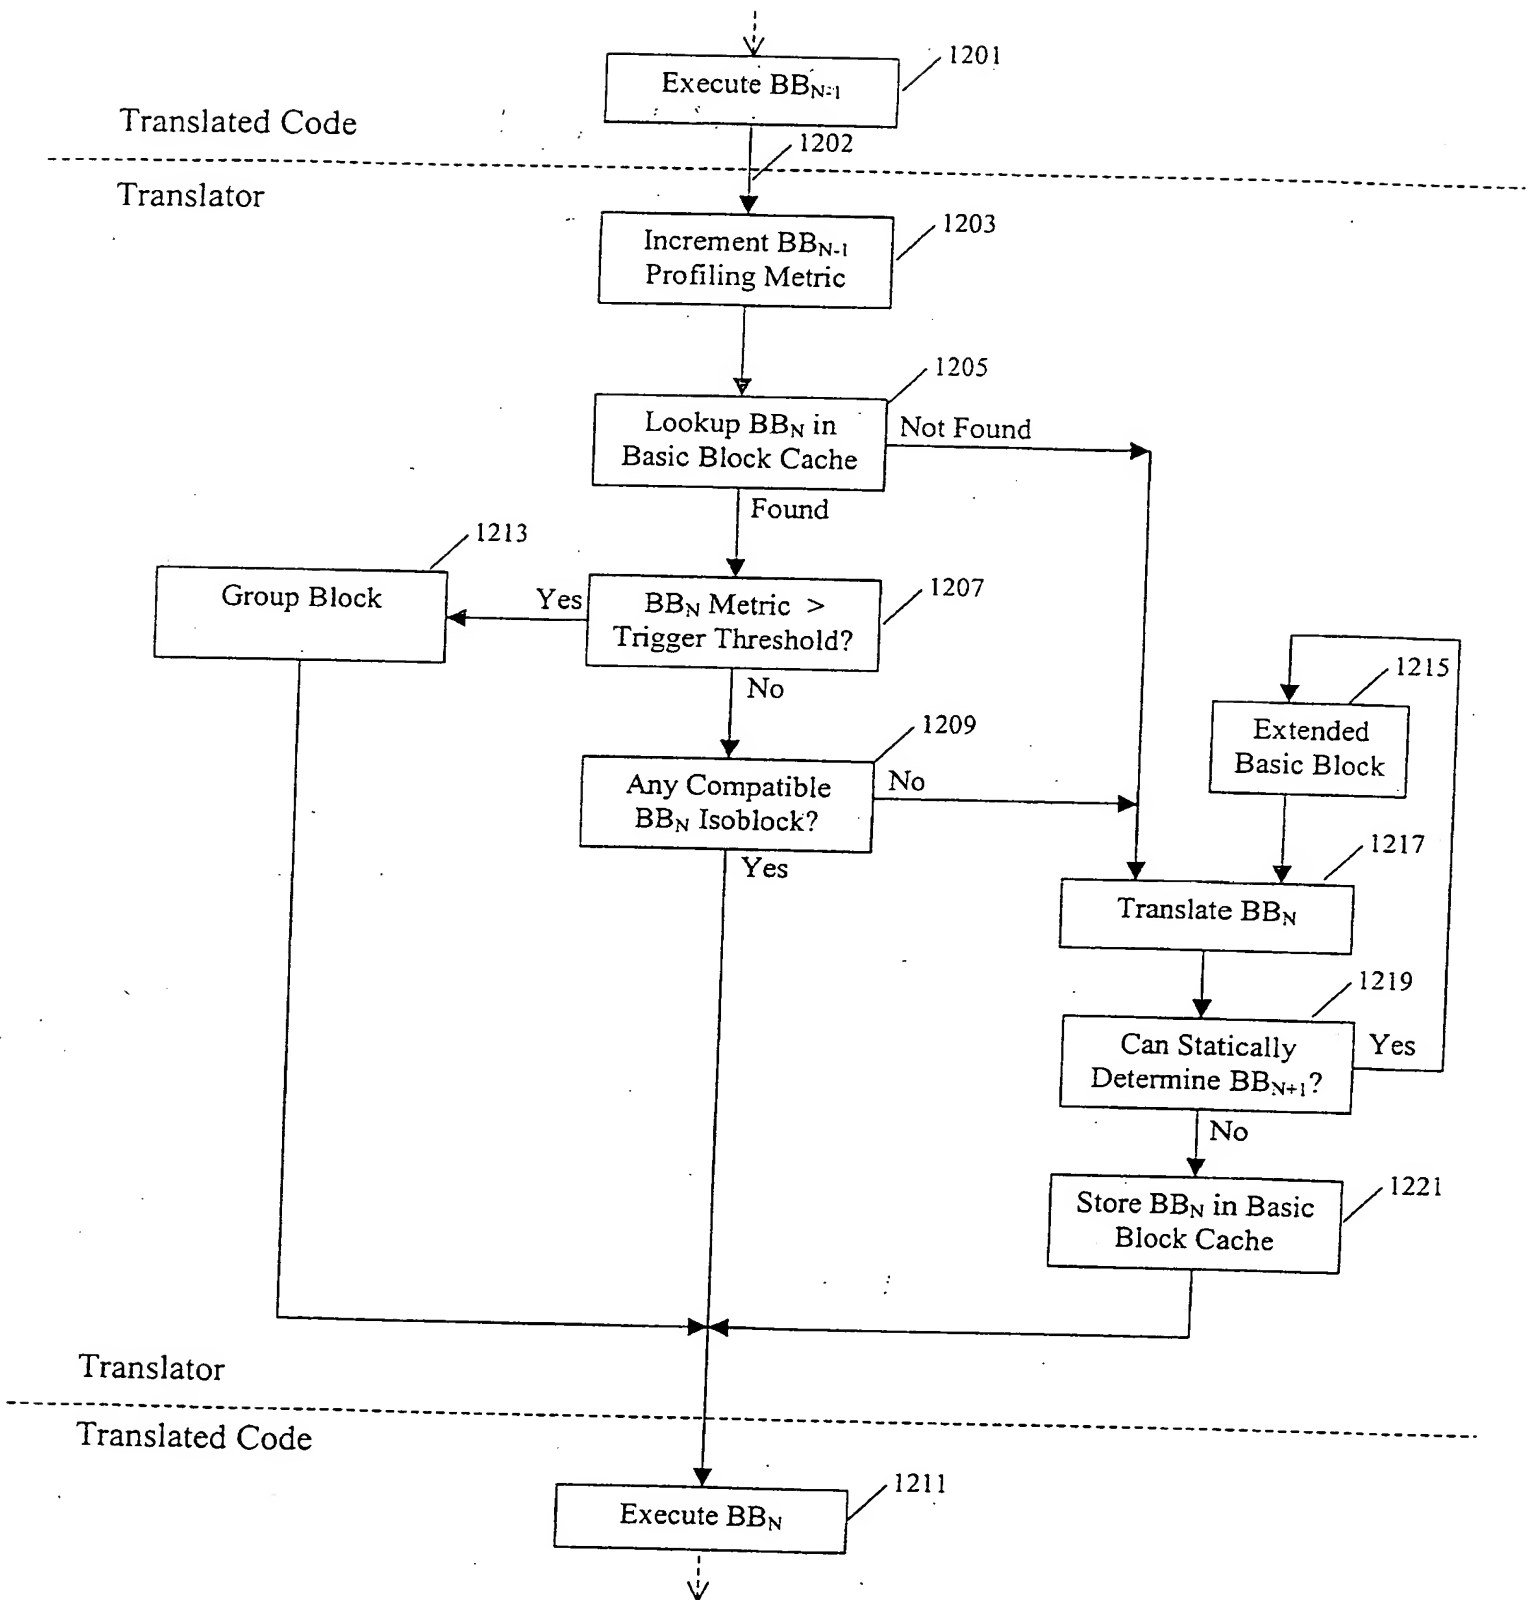 1201
Execute BBN-1
Translated Code
1202
Translator
1203
Increment BBN-1
Profiling Metric
1205
Lookup BBN in
Basic Block Cache
Not Found
Found
1213
Group Block
Yes
1207
BBN Metric >
Trigger Threshold?
No
1215
Extended
Basic Block
1209
Any Compatible
BBN Isoblock?
No
Yes
1217
Translate BBN
1219
Can Statically
Determine BBN+1?
Yes
No
1221
Store BBN in Basic
Block Cache
Translator
Translated Code
1211
Execute BBN